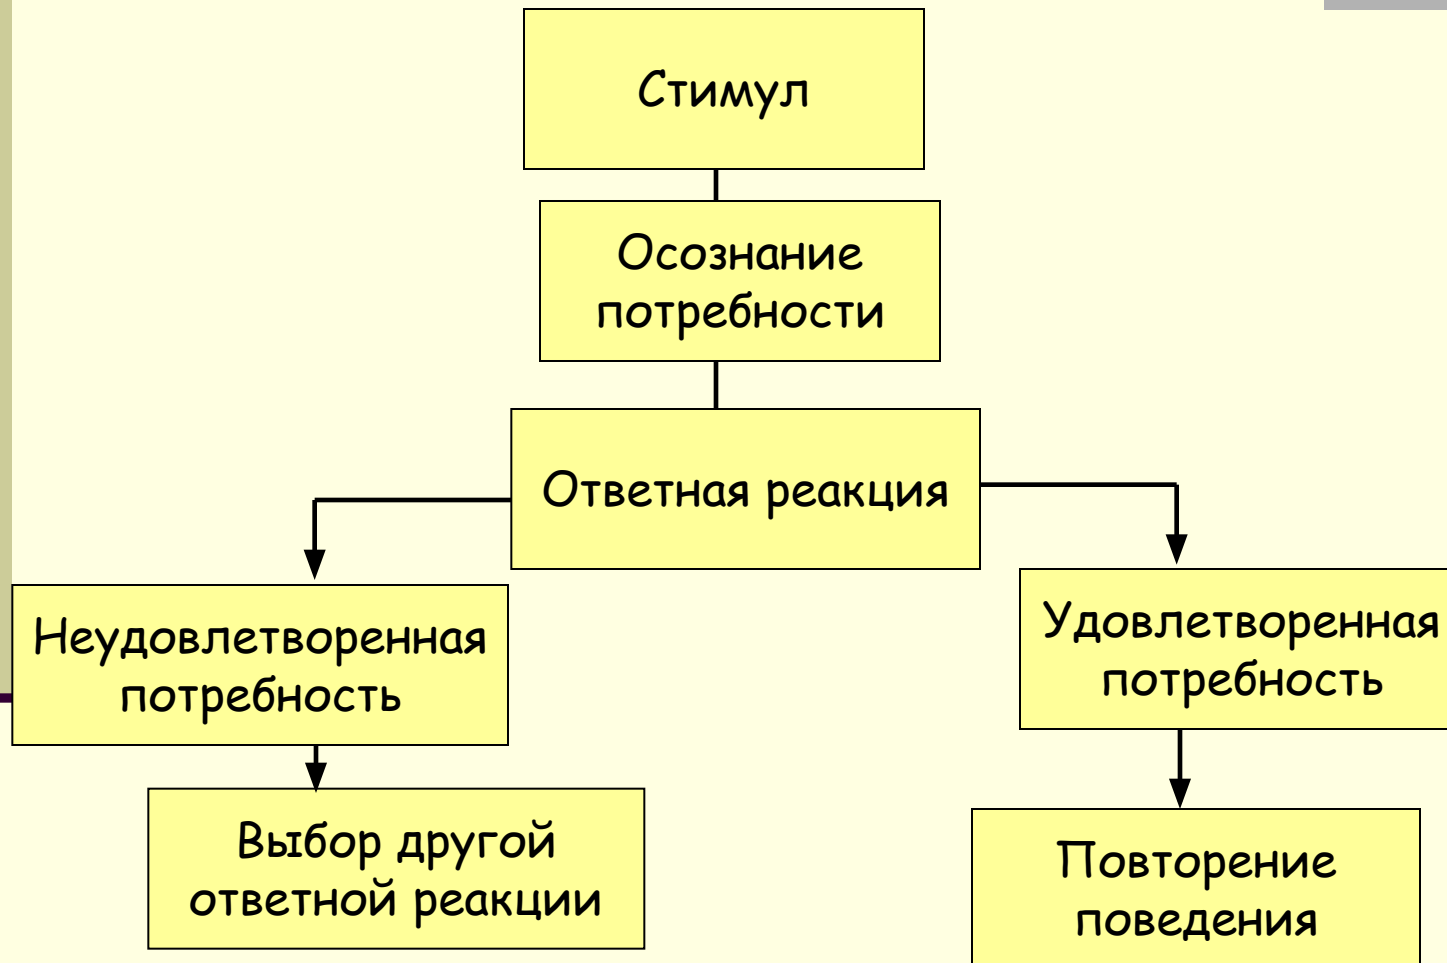 Стимул
Осознание
потребности
Ответная реакция
Неудовлетворенная
потребность
Удовлетворенная
потребность
Выбор другой
ответной реакции
Повторение
поведения